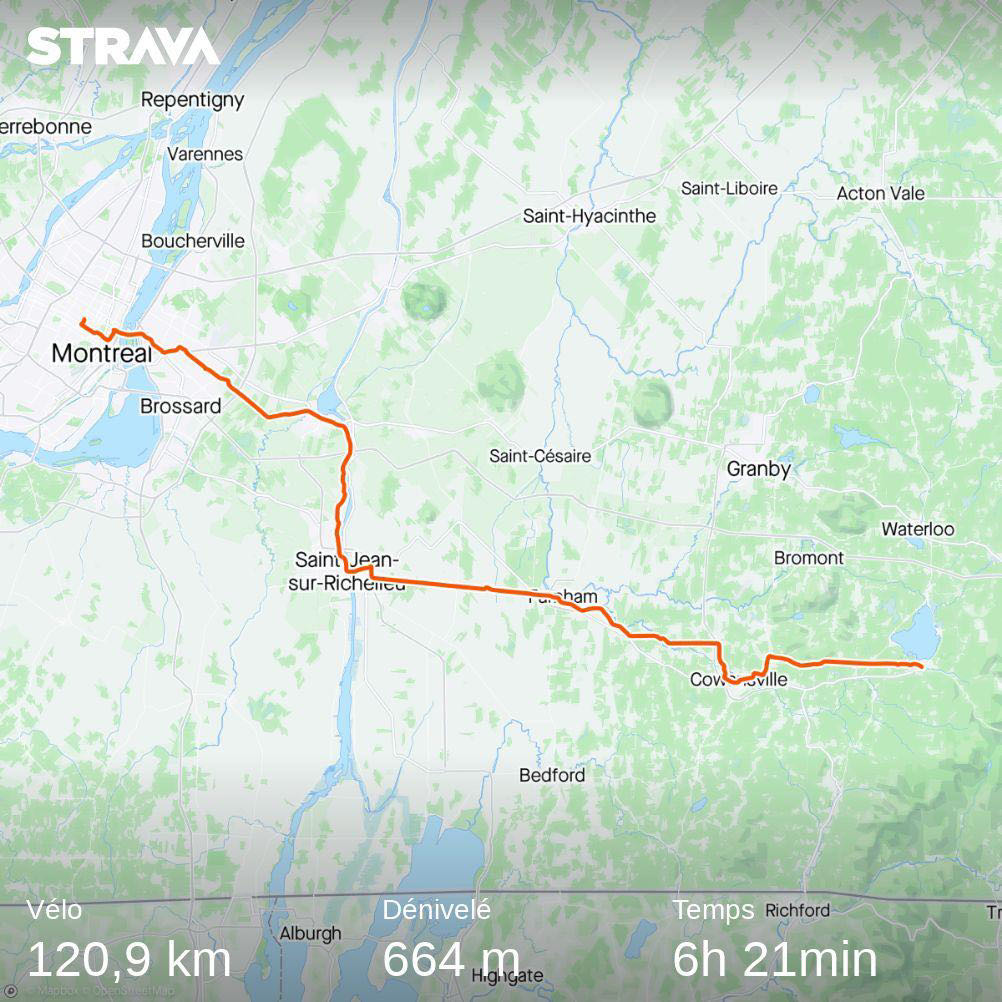 STRAVA
Repentigny
errebonne
Varennes
Saint-Liboire
Acton Vale
Saint-Hyacinthe
Boucherville
Montreal
Brossard
Saint-Césaire
Granby
Waterloo
Saint-Jean-
sur-Richelieu
Bromont
Farnham
Cowansville
Bedford
Vélo
Dénivelé
Temps
Richford
Tr
Alburgh
120,9 km
664 m
6h 21min
Highgate
© Mapbox © OpenStreetMap